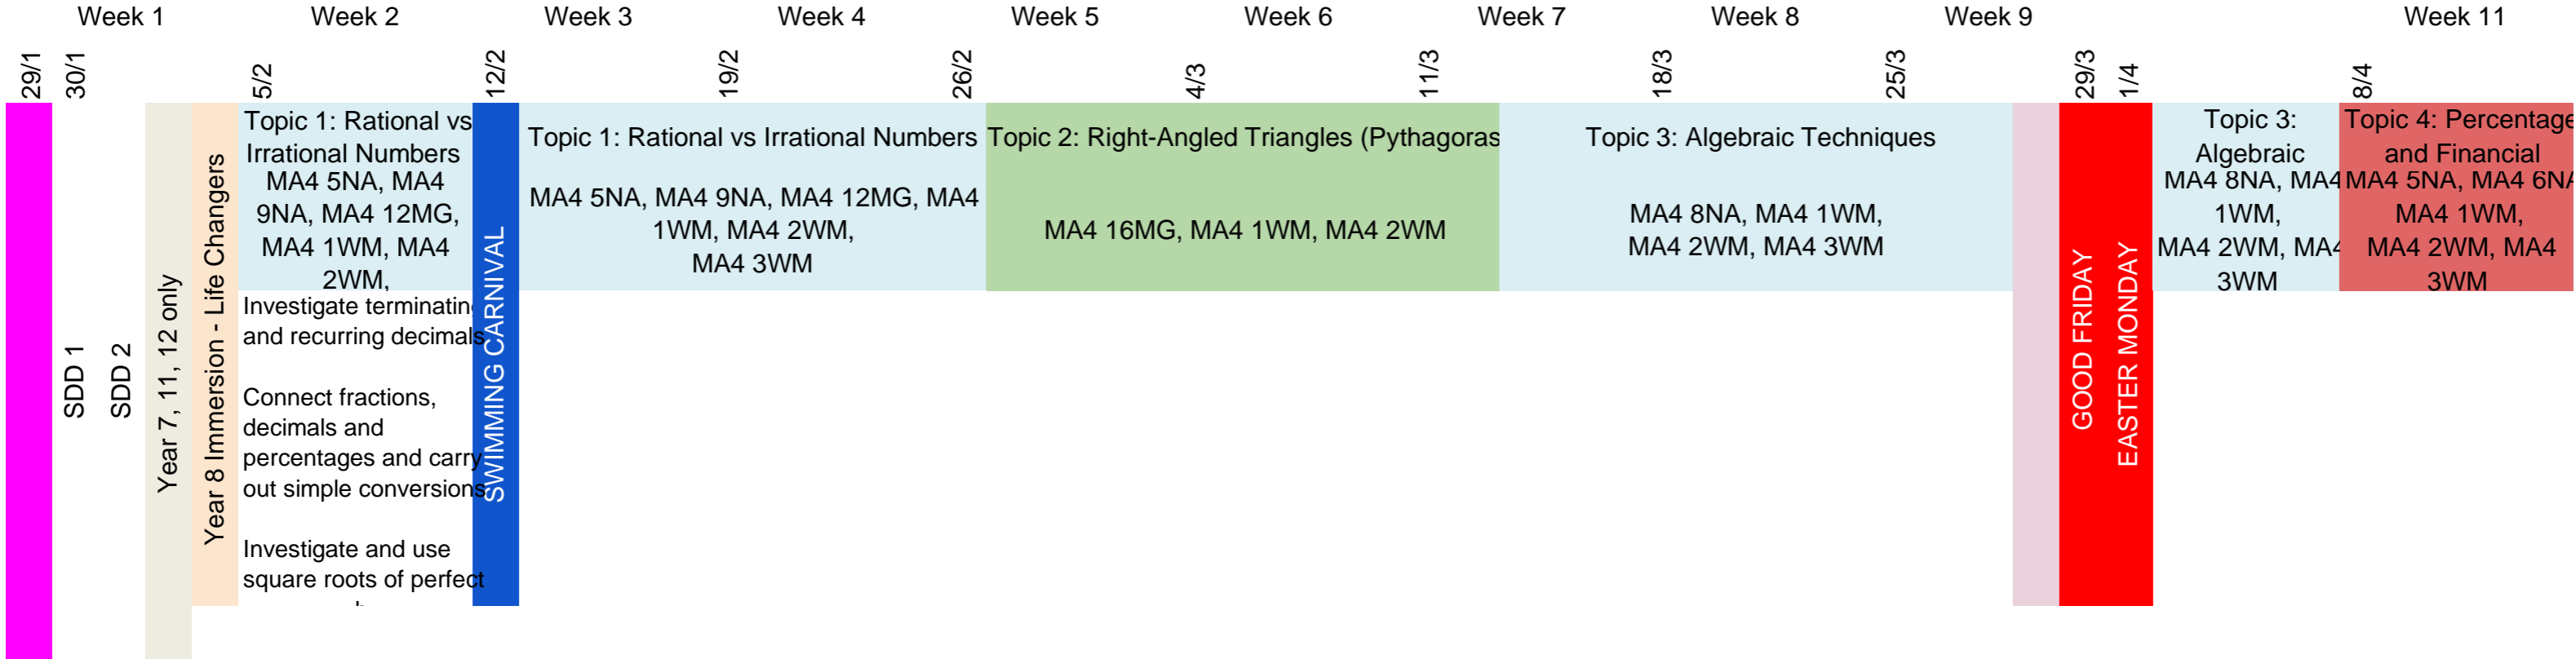 Week 1 Week 2 Week 3 Week 4 Week 5 Week 6 Week 7 Week 8 Week 9 Week 11
29/1 30/1 5/2 12/2 19/2 26/2 4/3 11/3 18/3 25/3 29/3 1/4 8/4
SDD 1
SDD 2
Year 7, 11, 12 only
Year 8 Immersion - Life Changers
Topic 1: Rational vs
Irrational Numbers
MA4 5NA, MA4
9NA, MA4 12MG,
MA4 1WM, MA4
2WM,
Investigate terminating
and recurring decimals
Connect fractions,
decimals and
percentages and carry
out simple conversions
Investigate and use
square roots of perfect
SWIMMING CARNIVAL
Topic 1: Rational vs Irrational Numbers
MA4 5NA, MA4 9NA, MA4 12MG, MA4
1WM, MA4 2WM,
MA4 3WM
Topic 2: Right-Angled Triangles (Pythagoras
MA4 16MG, MA4 1WM, MA4 2WM
Topic 3: Algebraic Techniques
MA4 8NA, MA4 1WM,
MA4 2WM, MA4 3WM
GOOD FRIDAY
EASTER MONDAY
Topic 3:
Algebraic
MA4 8NA, MA4
1WM,
MA4 2WM, MA4
3WM
Topic 4: Percentage
and Financial
MA4 5NA, MA4 6NA
MA4 1WM,
MA4 2WM, MA4
3WM